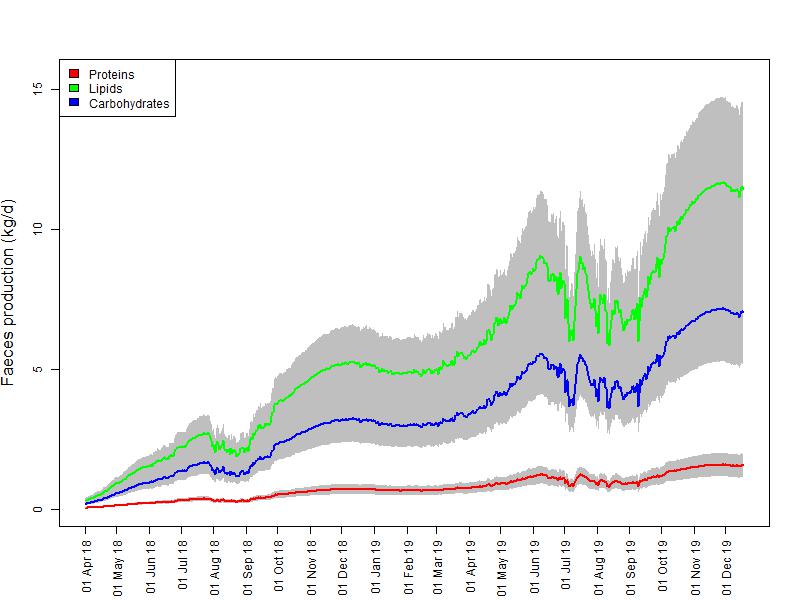 Proteins
Lipids
Carbohydrates
Faeces production (kg/d)
15
10
5
0
01 Apr 18
01 May 18
01 Jun 18
01 Jul 18
01 Aug 18
01 Sep 18
01 Oct 18
01 Nov 18
01 Dec 18
01 Jan 19
01 Feb 19
01 Mar 19
01 Apr 19
01 May 19
01 Jun 19
01 Jul 19
01 Aug 19
01 Sep 19
01 Oct 19
01 Nov 19
01 Dec 19